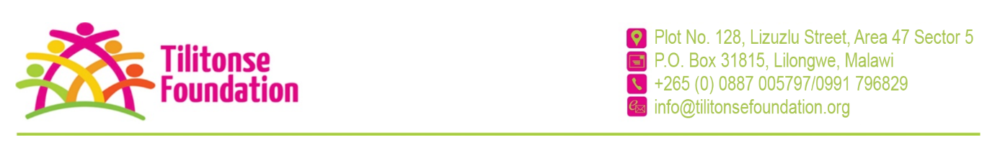 Tilitonse
Foundation
Plot No. 128, Lizuzlu Street, Area 47 Sector 5
P.O. Box 31815, Lilongwe, Malawi
+265 (0) 0887 005797/0991 796829
info@tilitonsefoundation.org